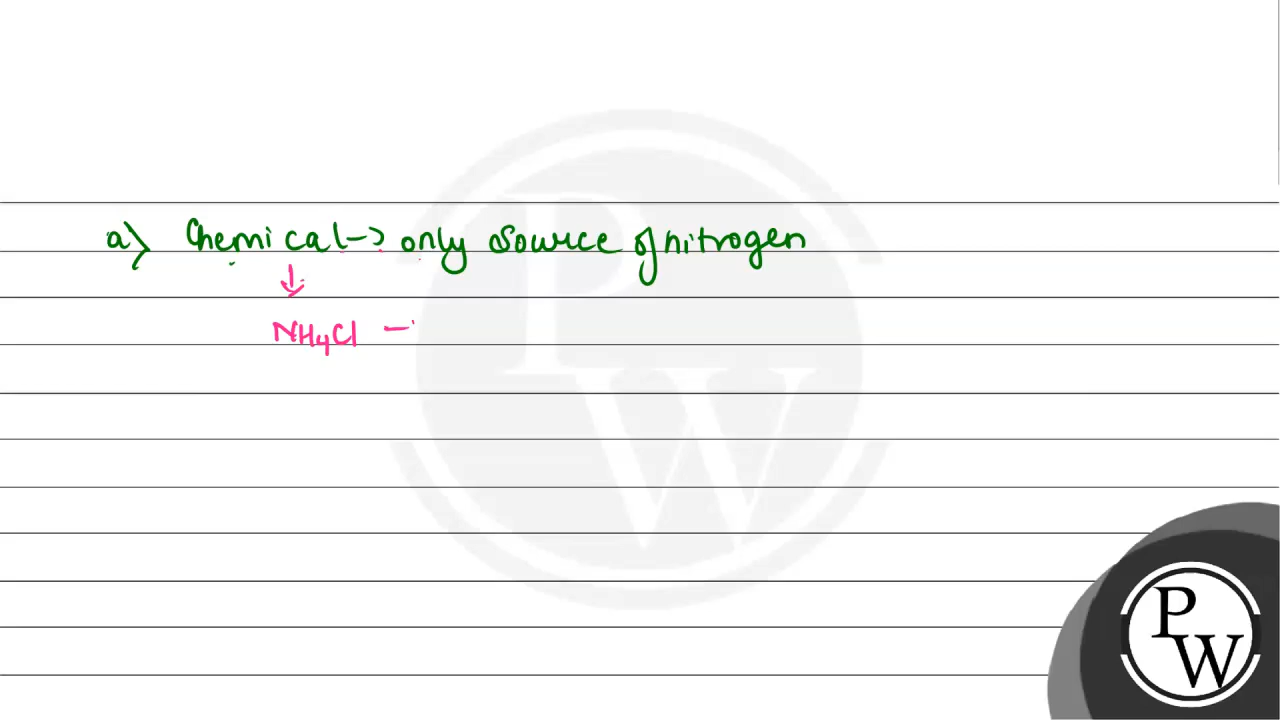 a) Chemical → only source of nitrogen
↓
NH4Cl —
P
W
P
W